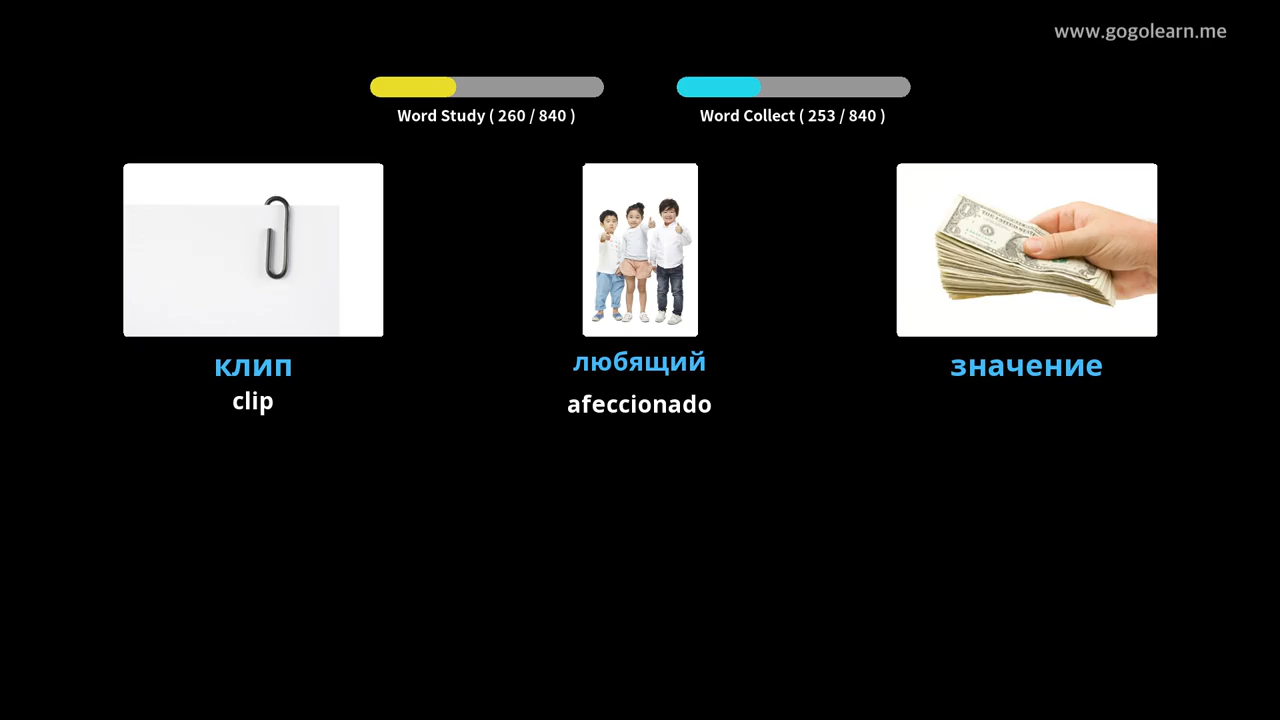 www.gogolearn.me
Word Study ( 260 / 840 )
Word Collect ( 253 / 840 )
клип
любящий
значение
clip
afeccionado